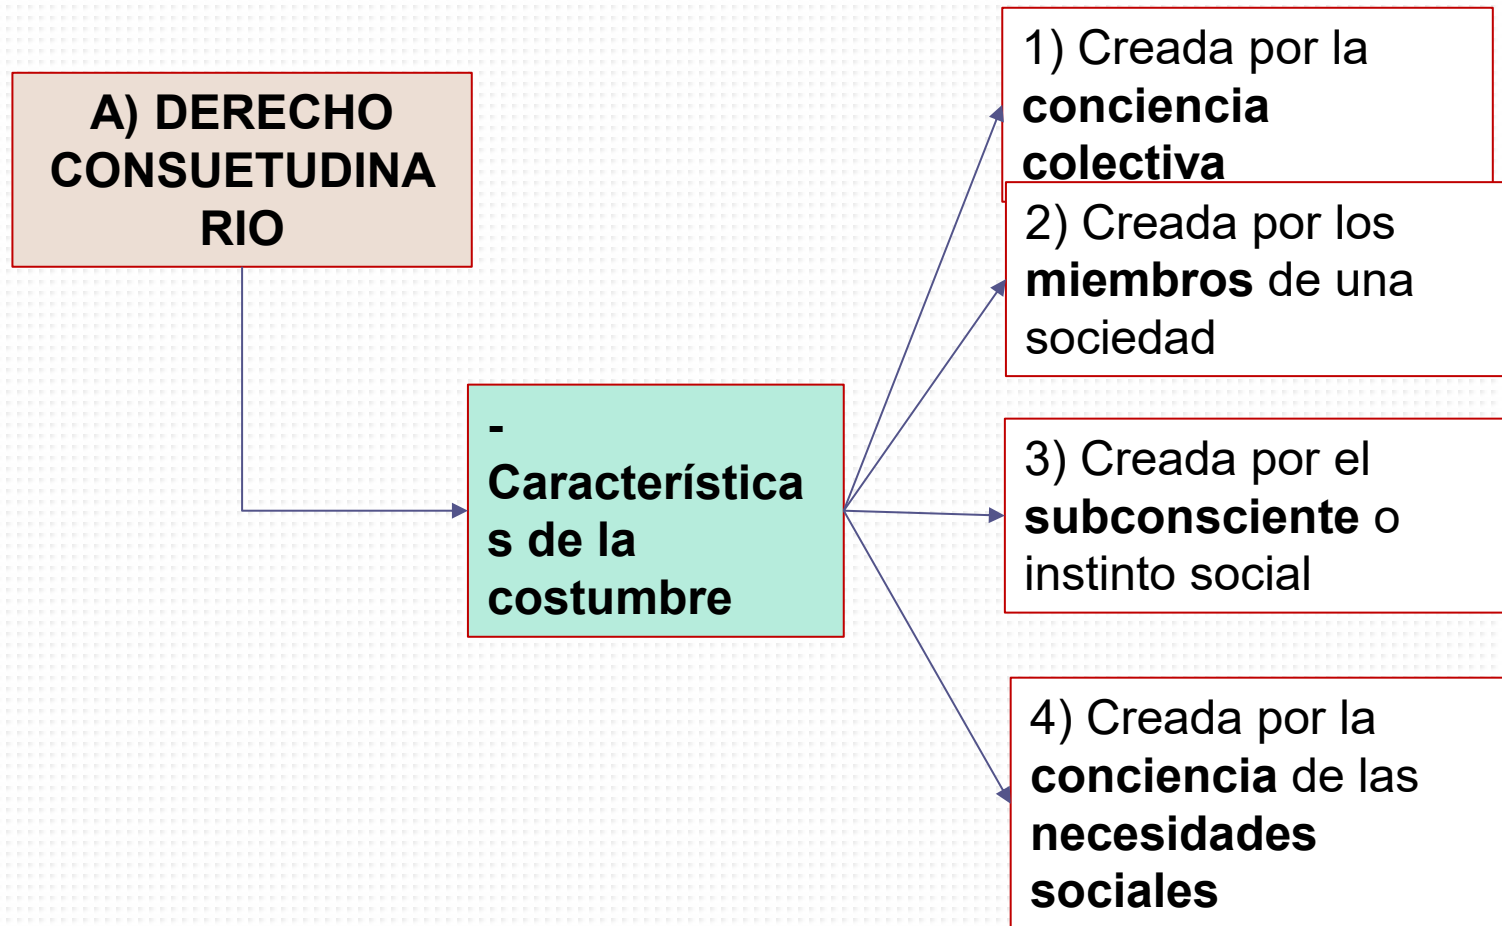 A) DERECHO
CONSUETUDINA
RIO
-
Característica
s de la
costumbre
1) Creada por la
conciencia
colectiva
2) Creada por los
miembros de una
sociedad
3) Creada por el
subconsciente o
instinto social
4) Creada por la
conciencia de las
necesidades
sociales